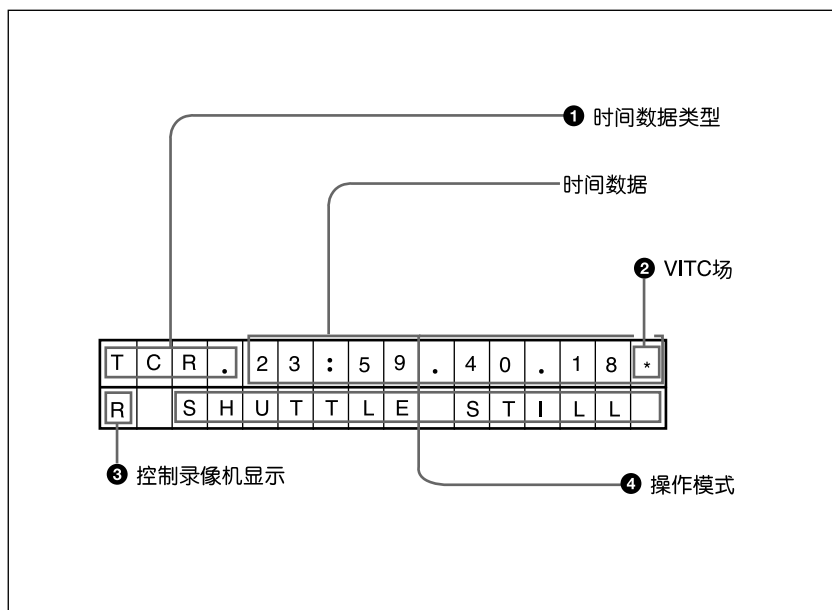 ❶ 时间数据类型
时间数据
❷ VITC场
TCR.23:59.40.18*
R SHUTTLE STILL
❸ 控制录像机显示
❹ 操作模式